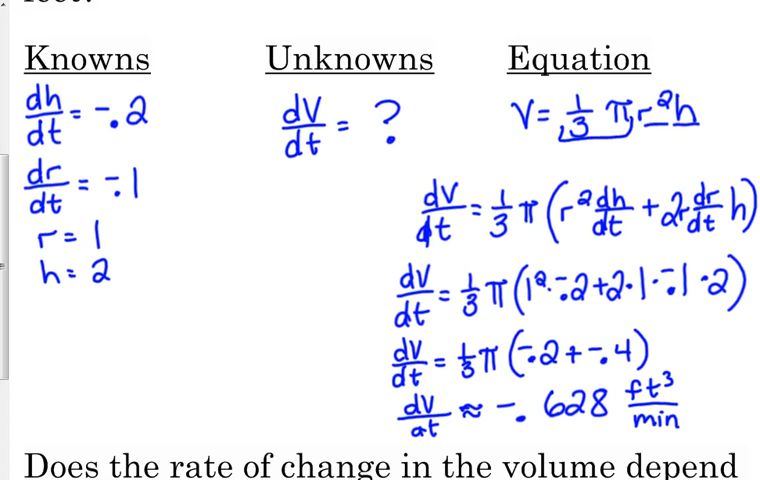 Knowns Unknowns Equation
dh/dt = -.2
dV/dt = ?
V = 1/3 πr²h
dr/dt = -.1
r = 1
h = 2
dV/dt = 1/3 π(r² dh/dt + 2r dr/dt h)
dV/dt = 1/3 π(1²·-.2+2·1·-.1·2)
dV/dt = 1/3 π(-.2+-.4)
dV/dt ≈ -.628 ft³/min
Does the rate of change in the volume depend